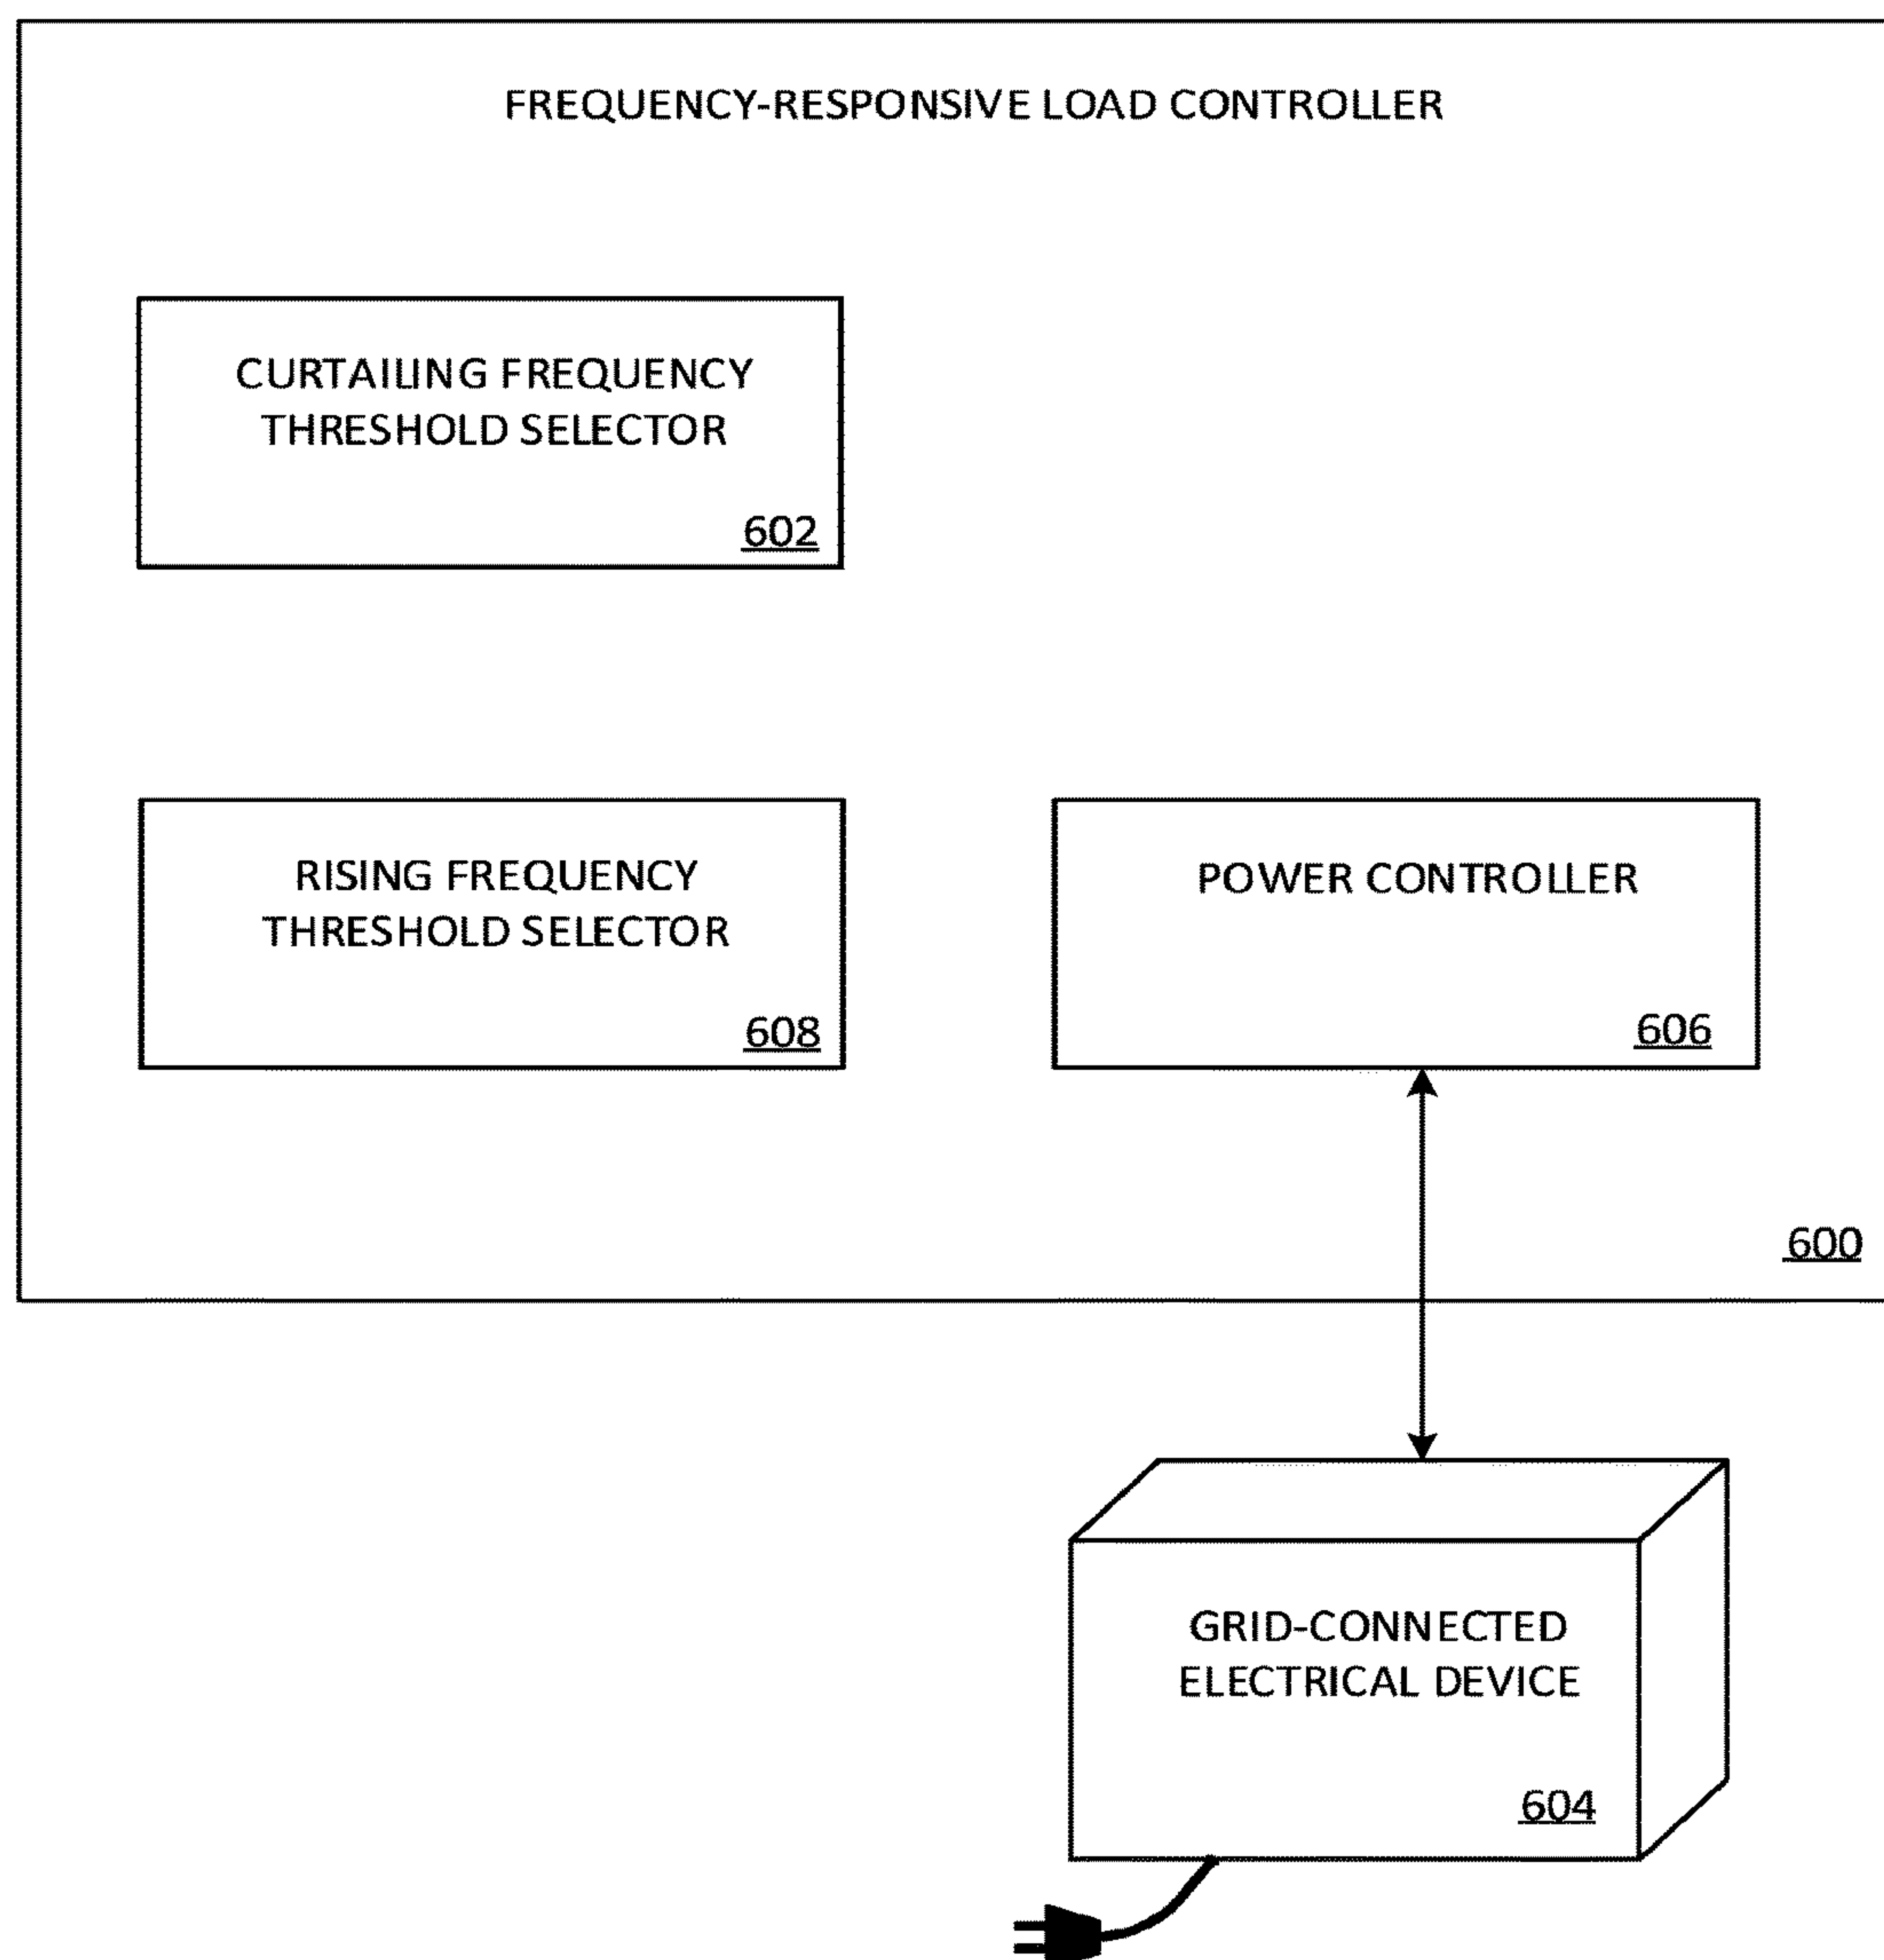 FREQUENCY-RESPONSIVE LOAD CONTROLLER
CURTAILING FREQUENCY
THRESHOLD SELECTOR
602
RISING FREQUENCY
THRESHOLD SELECTOR
608
POWER CONTROLLER
606
600
GRID-CONNECTED
ELECTRICAL DEVICE
604